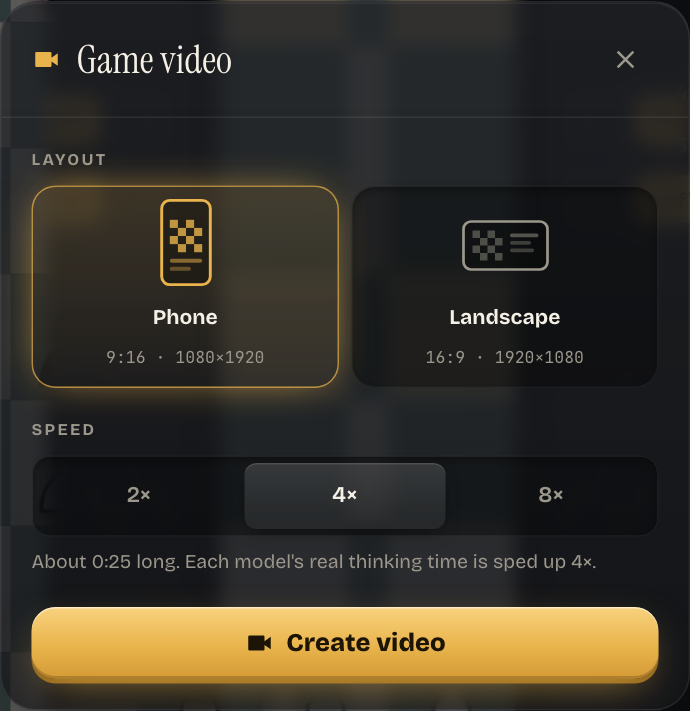 Game video
LAYOUT
Phone
9:16 · 1080×1920
Landscape
16:9 · 1920×1080
SPEED
2×
4×
8×
About 0:25 long. Each model's real thinking time is sped up 4×.
Create video